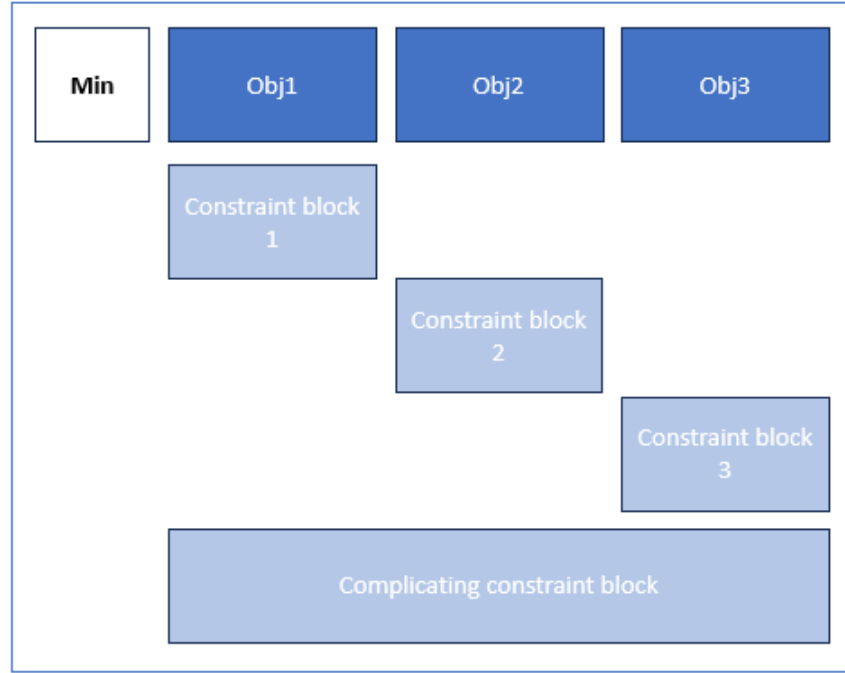 Min
Obj1
Obj2
Obj3
Constraint block
1
Constraint block
2
Constraint block
3
Complicating constraint block